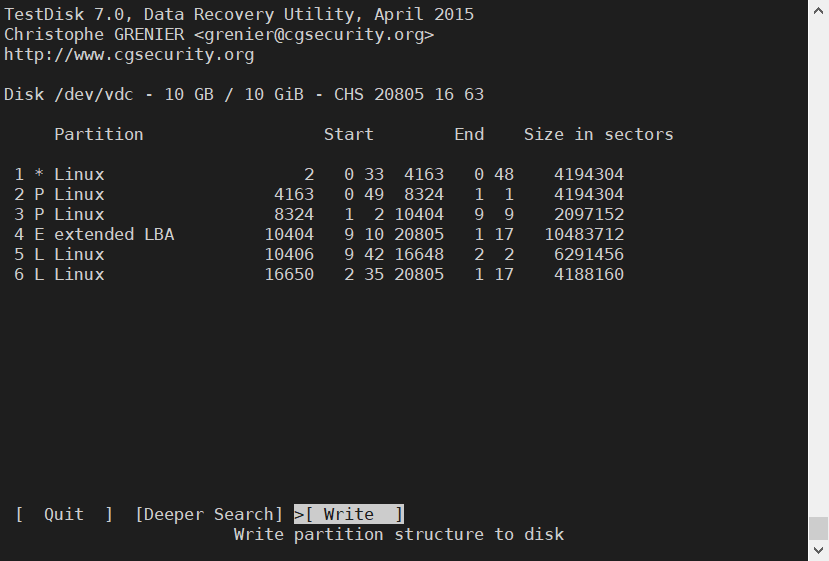 TestDisk 7.0, Data Recovery Utility, April 2015
Christophe GRENIER <grenier@cgsecurity.org>
http://www.cgsecurity.org
Disk /dev/vdc - 10 GB / 10 GiB - CHS 20805 16 63
Partition Start End Size in sectors
1 * Linux 2 0 33 4163 0 48 4194304
2 P Linux 4163 0 49 8324 1 1 4194304
3 P Linux 8324 1 2 10404 9 9 2097152
4 E extended LBA 10404 9 10 20805 1 17 10483712
5 L Linux 10406 9 42 16648 2 2 6291456
6 L Linux 16650 2 35 20805 1 17 4188160
[ Quit ] [Deeper Search] >[ Write ]
Write partition structure to disk